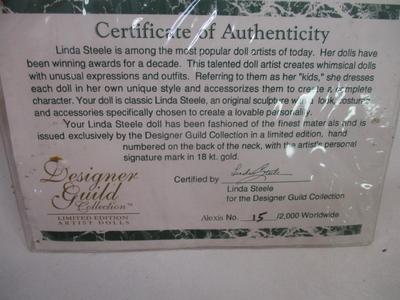 Certificate of Authenticity
Linda Steele is among the most popular doll artists of today. Her dolls have
been winning awards for a decade. This talented doll artist creates whimsical dolls
with unusual expressions and outfits. Referring to them as her "kids," she dresses
each doll in her own unique style and accessorizes them to create a complete
character. Your doll is classic Linda Steele, an original sculpture with a look, costume
and accessories specifically chosen to create a lovable personality.
Your Linda Steele doll has been fashioned of the finest materials and is
issued exclusively by the Designer Guild Collection in a limited edition, hand
numbered on the back of the neck, with the artist's personal
signature mark in 18 kt. gold.
Designer
Guild
Collection™
LIMITED EDITION
ARTIST DOLLS
Certified by Linda Steele
Linda Steele
for the Designer Guild Collection
Alexis No. 15 /2,000 Worldwide